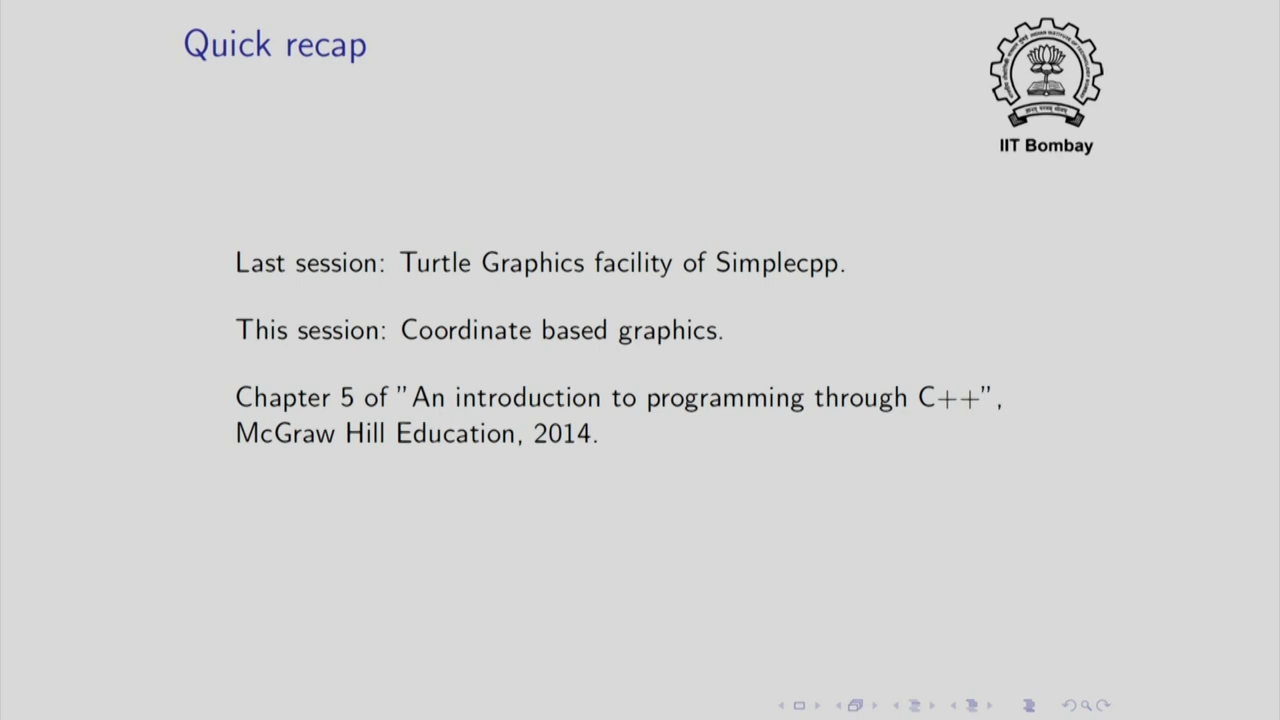 Quick recap
IIT Bombay
Last session: Turtle Graphics facility of Simplecpp.
This session: Coordinate based graphics.
Chapter 5 of ”An introduction to programming through C++”,
McGraw Hill Education, 2014.